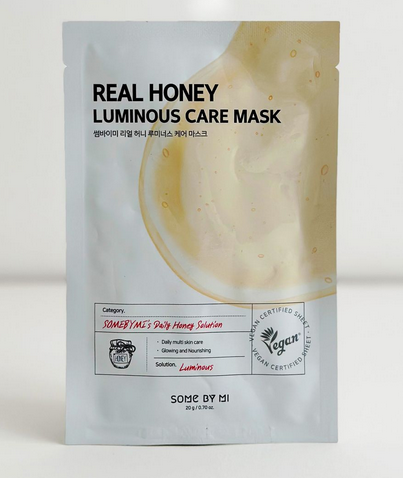 REAL HONEY
LUMINOUS CARE MASK
썸바이미 리얼 허니 루미너스 케어 마스크
Category.
SOMEBYMI's Daily Honey Solution
HONEY
· Daily multi skin care
· Glowing and Nourishing
Solution. Luminous
VEGAN CERTIFIED SHEET
Vegan
VEGAN CERTIFIED SHEET
SOME BY MI
20 g / 0.70 oz.